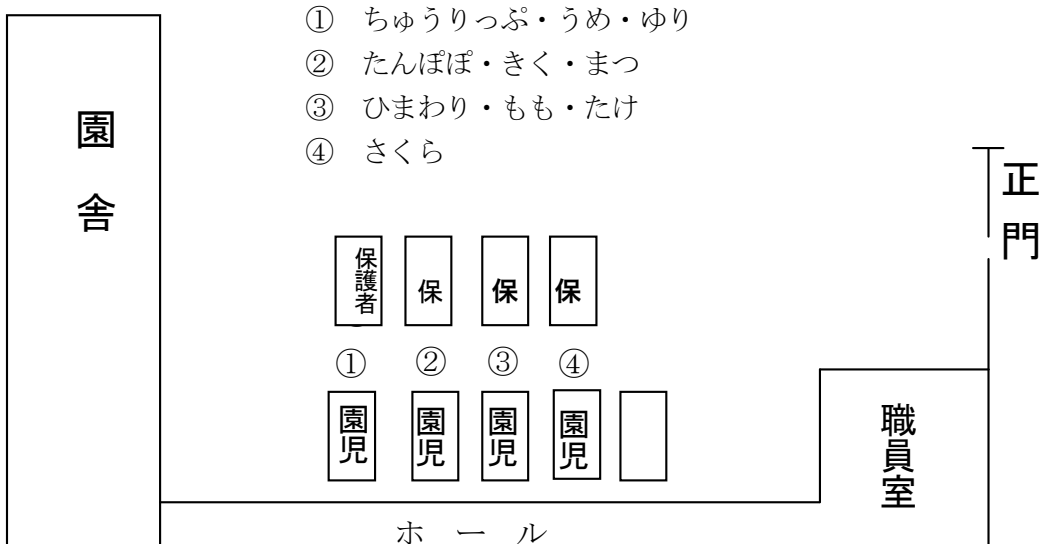 ① ちゅうりっぷ・うめ・ゆり
② たんぽぽ・きく・まつ
③ ひまわり・もも・たけ
④ さくら
園舎
正門
保護者
保
保
保
①
②
③
④
園児
園児
園児
園児
職員室
ホール